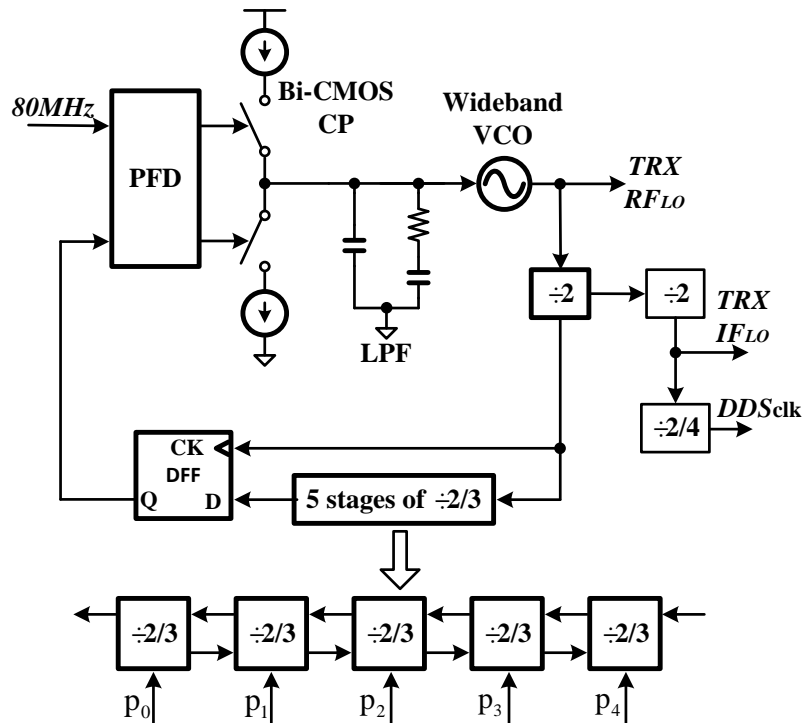 80MHz
PFD
Bi-CMOS
CP
Wideband
VCO
TRX
RFLO
÷2
÷2
TRX
IFLO
LPF
÷2/4
DDSclk
CK
DFF
Q
D
5 stages of ÷2/3
÷2/3
÷2/3
÷2/3
÷2/3
÷2/3
p0
p1
p2
p3
p4